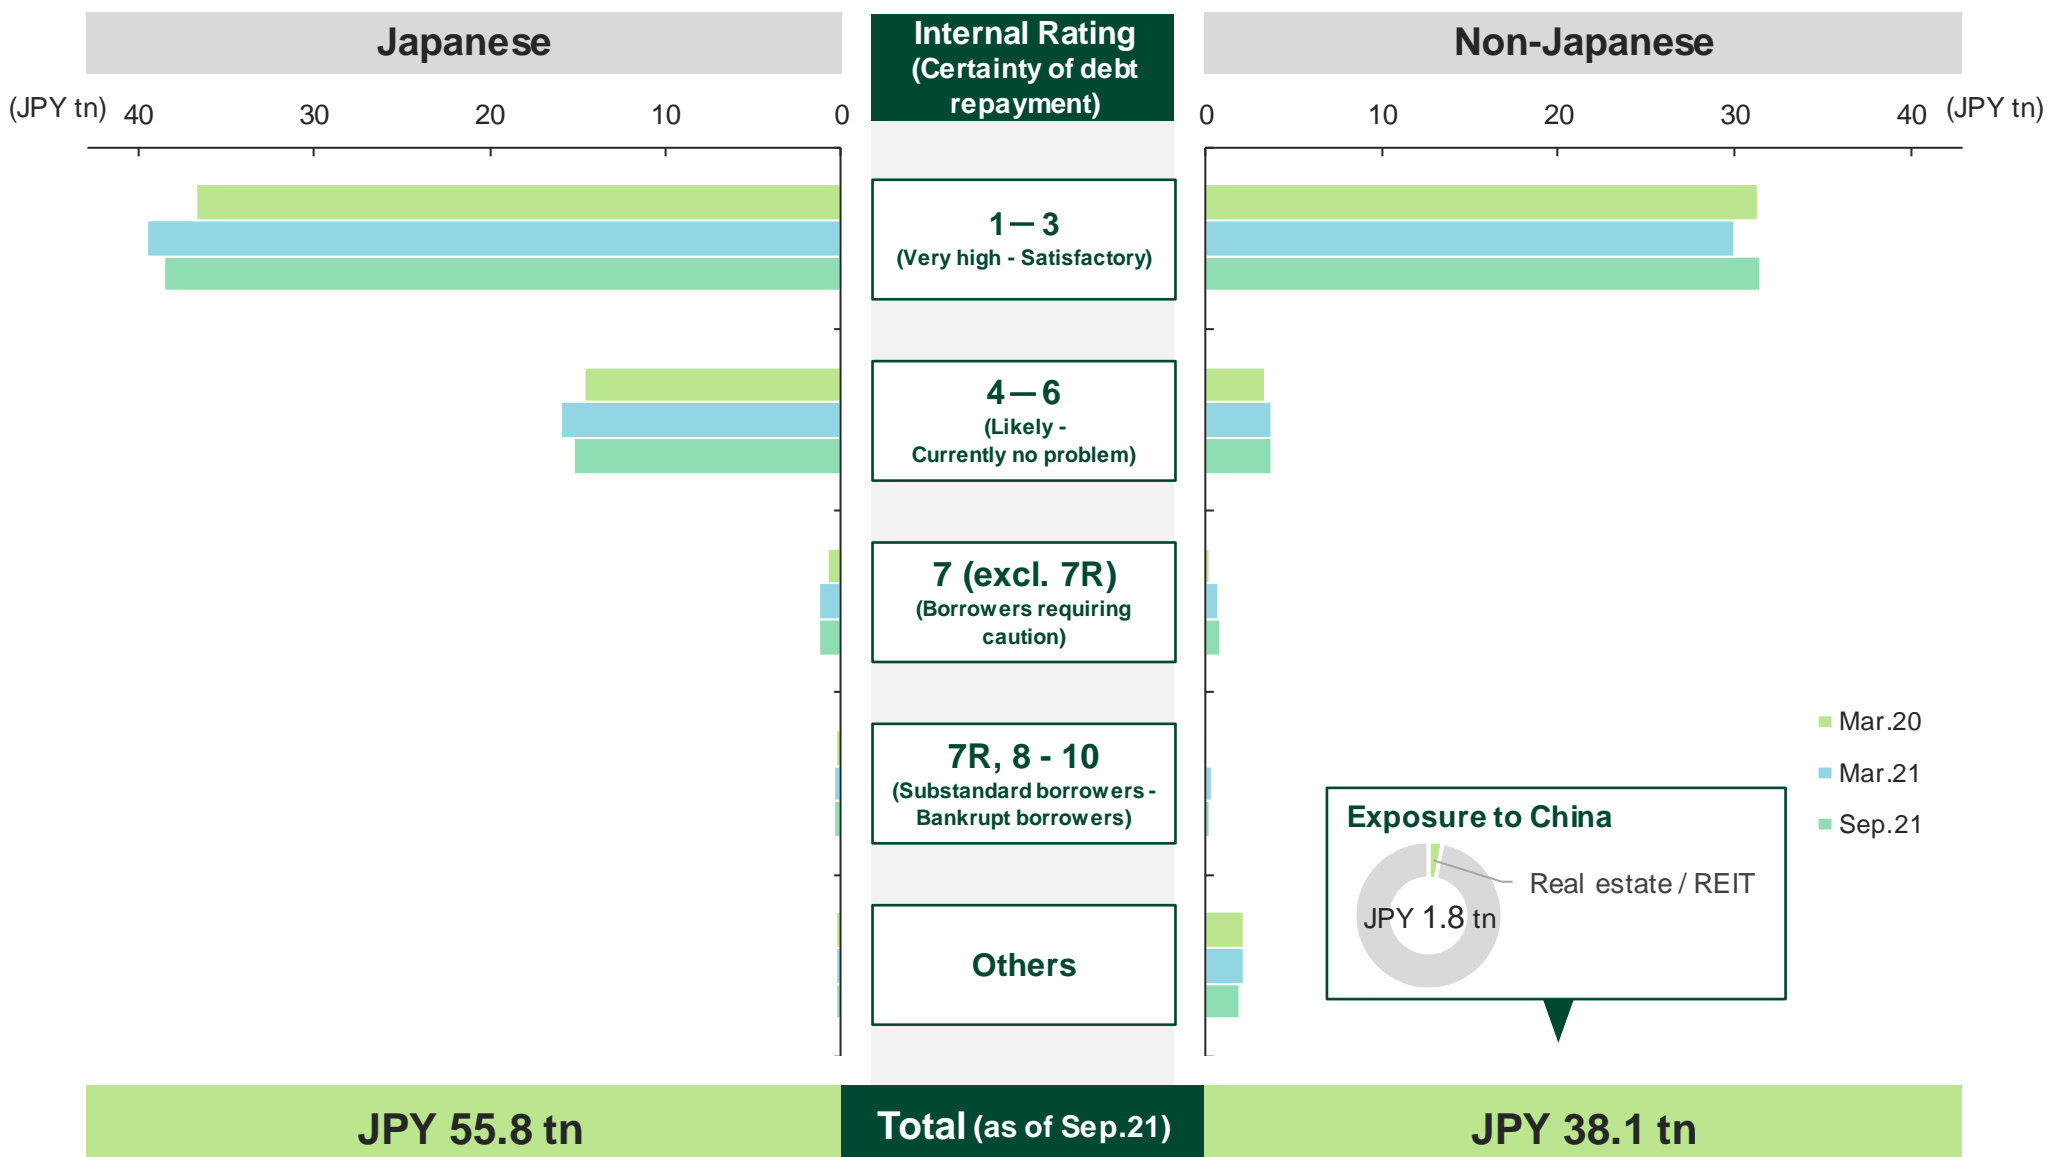 Japanese
Internal Rating
(Certainty of debt
repayment)
Non-Japanese
(JPY tn)
40
30
20
10
0
0
10
20
30
40
(JPY tn)
1 — 3
(Very high - Satisfactory)
4 — 6
(Likely -
Currently no problem)
7 (excl. 7R)
(Borrowers requiring
caution)
7R, 8 - 10
(Substandard borrowers -
Bankrupt borrowers)
Others
Mar.20
Mar.21
Sep.21
Exposure to China
Real estate / REIT
JPY 1.8 tn
JPY 55.8 tn
Total (as of Sep.21)
JPY 38.1 tn